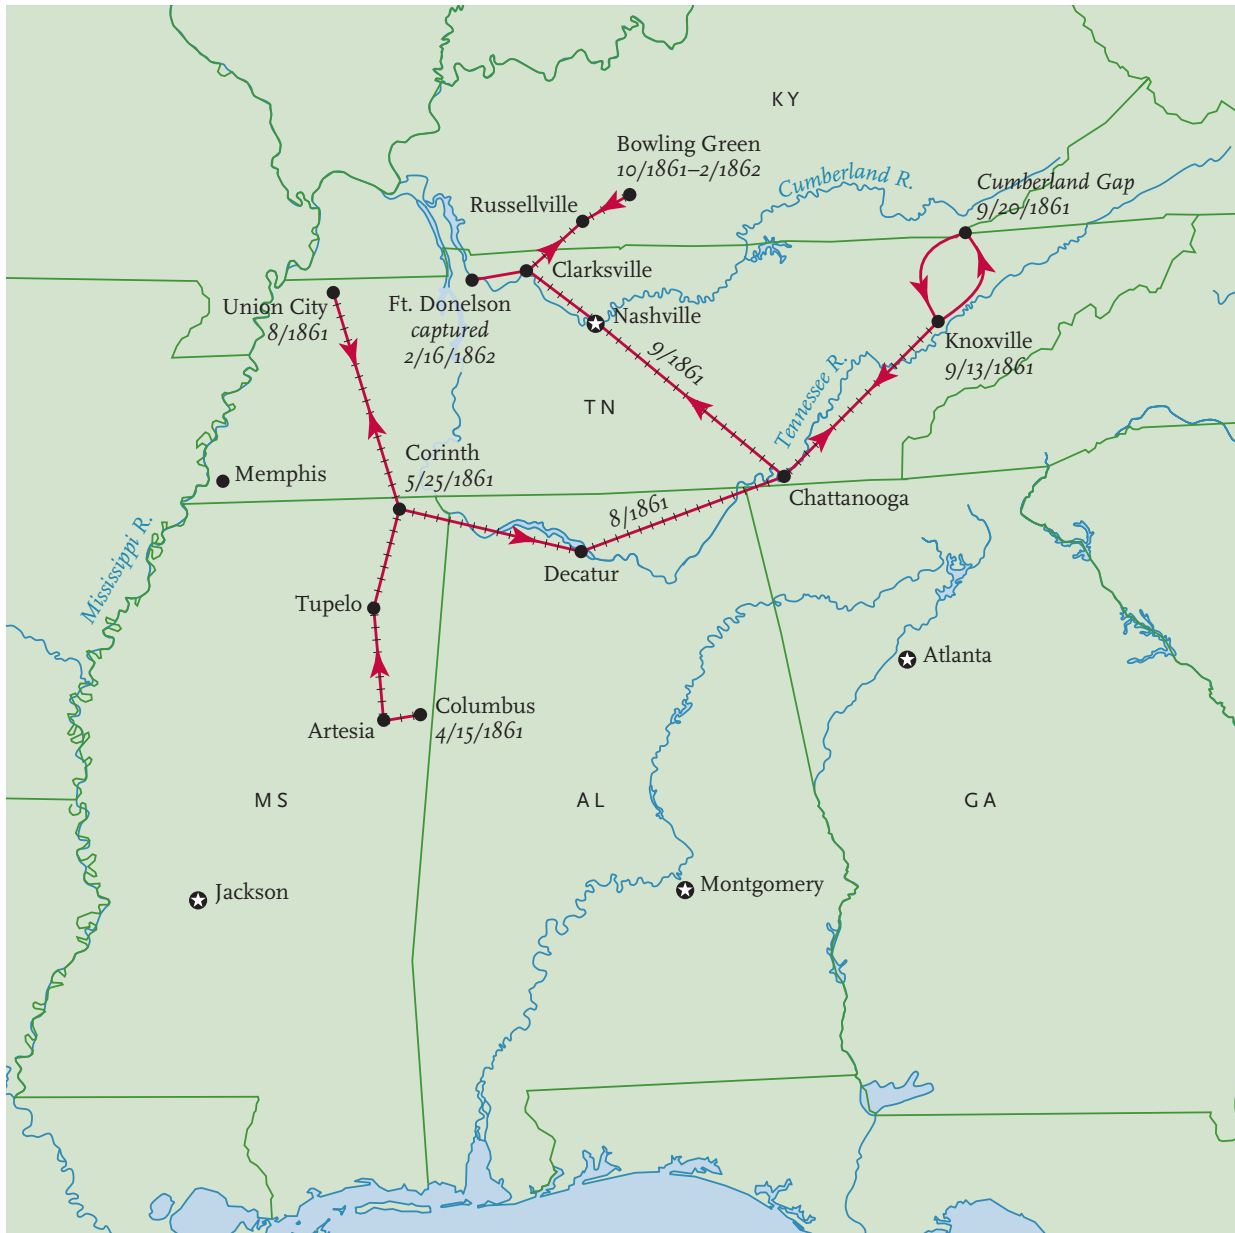 KY
Bowling Green
10/1861–2/1862
Cumberland R.
Cumberland Gap
9/20/1861
Russellville
Clarksville
Union City
8/1861
Ft. Donelson
captured
2/16/1862
Nashville
9/1861
Knoxville
9/13/1861
Tennessee R.
TN
Memphis
Corinth
5/25/1861
Chattanooga
8/1861
Decatur
Mississippi R.
Tupelo
Atlanta
Columbus
4/15/1861
Artesia
MS
AL
GA
Jackson
Montgomery